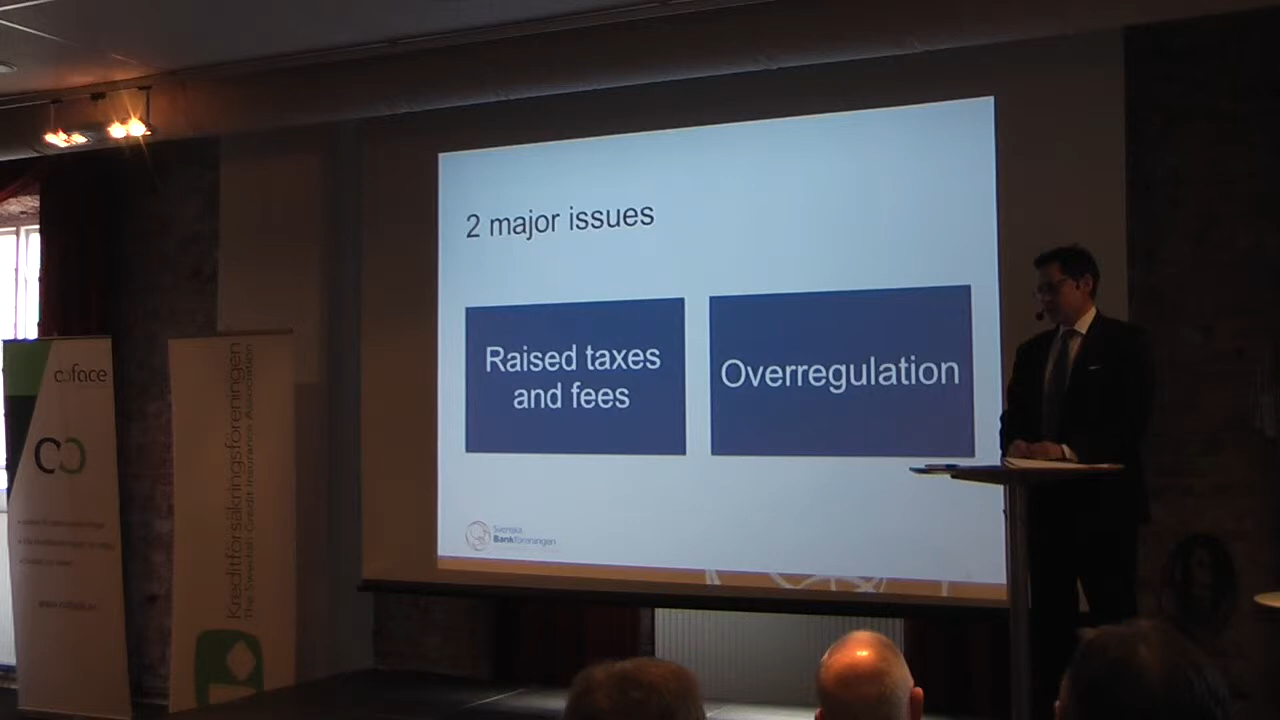 2 major issues
Raised taxes
and fees
Overregulation
Svenska
Bankföreningen
coface
Kreditförsäkringsföreningen
The Swedish Credit Insurance Association